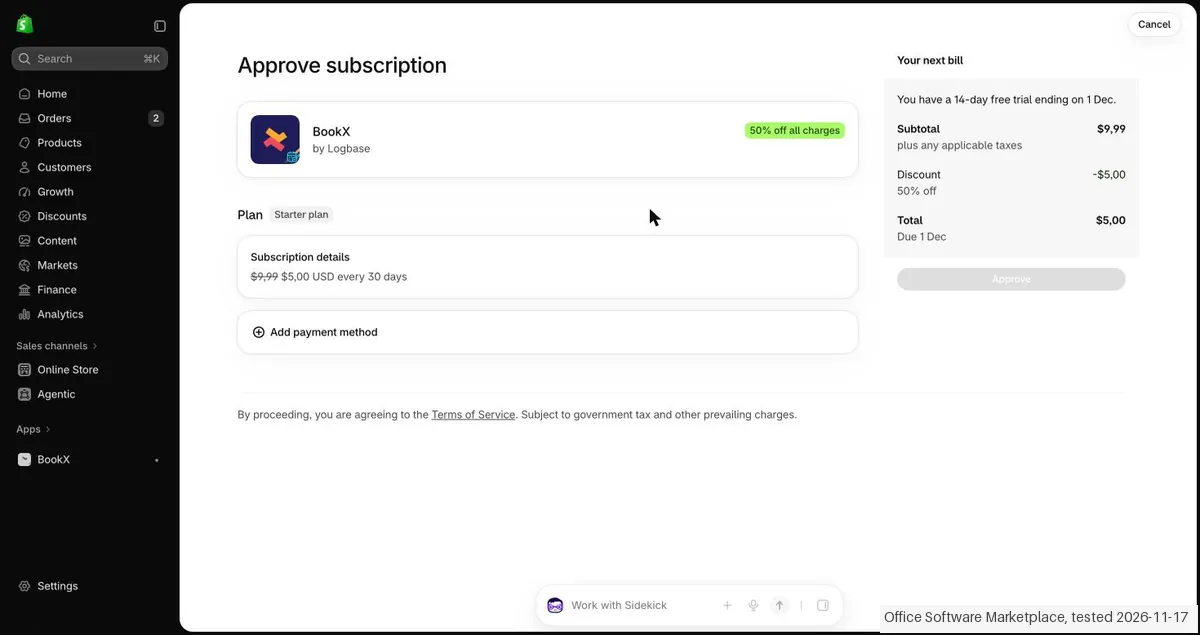 Search ⌘K
Home
Orders 2
Products
Customers
Growth
Discounts
Content
Markets
Finance
Analytics
Sales channels
Online Store
Agentic
Apps
BookX
Settings
Cancel
Approve subscription
BookX
by Logbase
50% off all charges
Plan Starter plan
Subscription details
$9,99 $5,00 USD every 30 days
Add payment method
By proceeding, you are agreeing to the Terms of Service. Subject to government tax and other prevailing charges.
Your next bill
You have a 14-day free trial ending on 1 Dec.
Subtotal $9,99
plus any applicable taxes
Discount -$5,00
50% off
Total $5,00
Due 1 Dec
Approve
Work with Sidekick
Office Software Marketplace, tested 2026-11-17